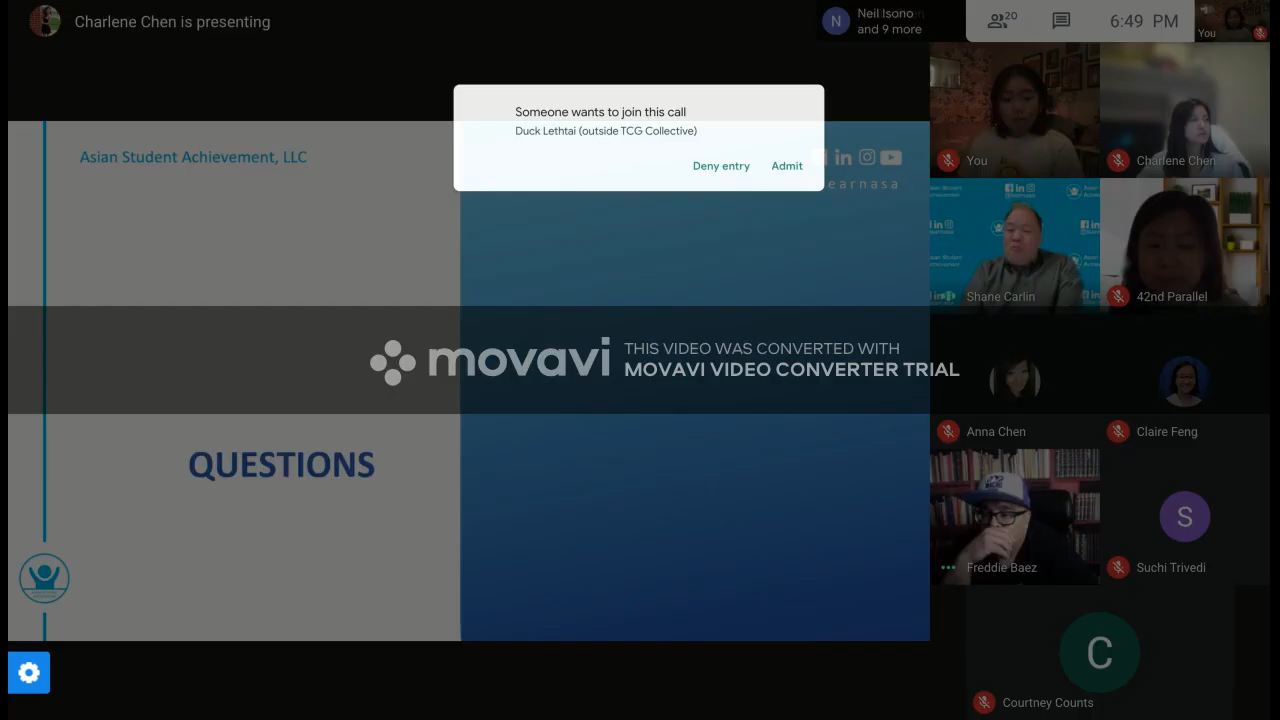 Charlene Chen is presenting
N
Neil Isono
and 9 more
20
6:49 PM
You
Someone wants to join this call
Duck Lethtai (outside TCG Collective)
Deny entry
Admit
Asian Student Achievement, LLC
earnasa
You
Charlene Chen
Shane Carlin
42nd Parallel
movavi
THIS VIDEO WAS CONVERTED WITH
MOVAVI VIDEO CONVERTER TRIAL
Anna Chen
Claire Feng
QUESTIONS
Freddie Baez
S
Suchi Trivedi
C
Courtney Counts